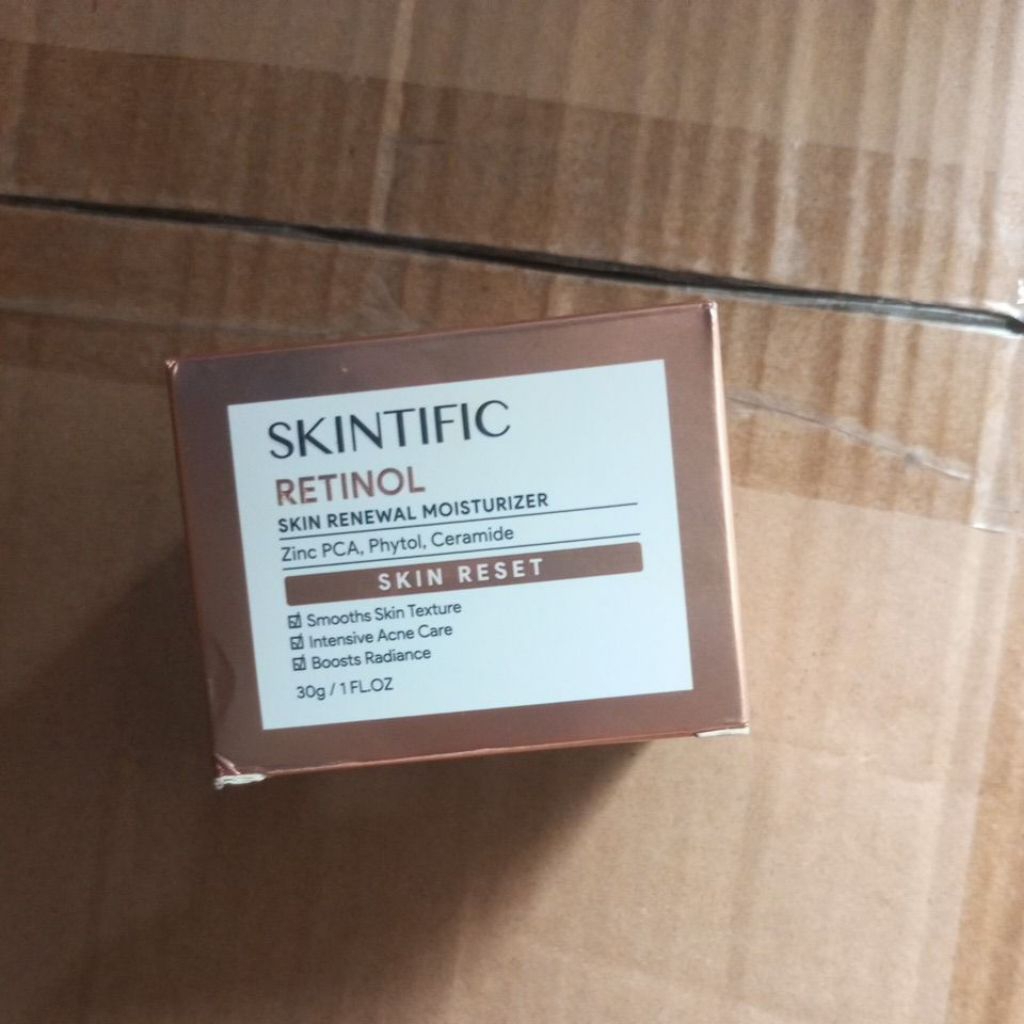 SKINTIFIC
RETINOL
SKIN RENEWAL MOISTURIZER
Zinc PCA, Phytol, Ceramide
SKIN RESET
Smooths Skin Texture
Intensive Acne Care
Boosts Radiance
30g / 1 FL.OZ